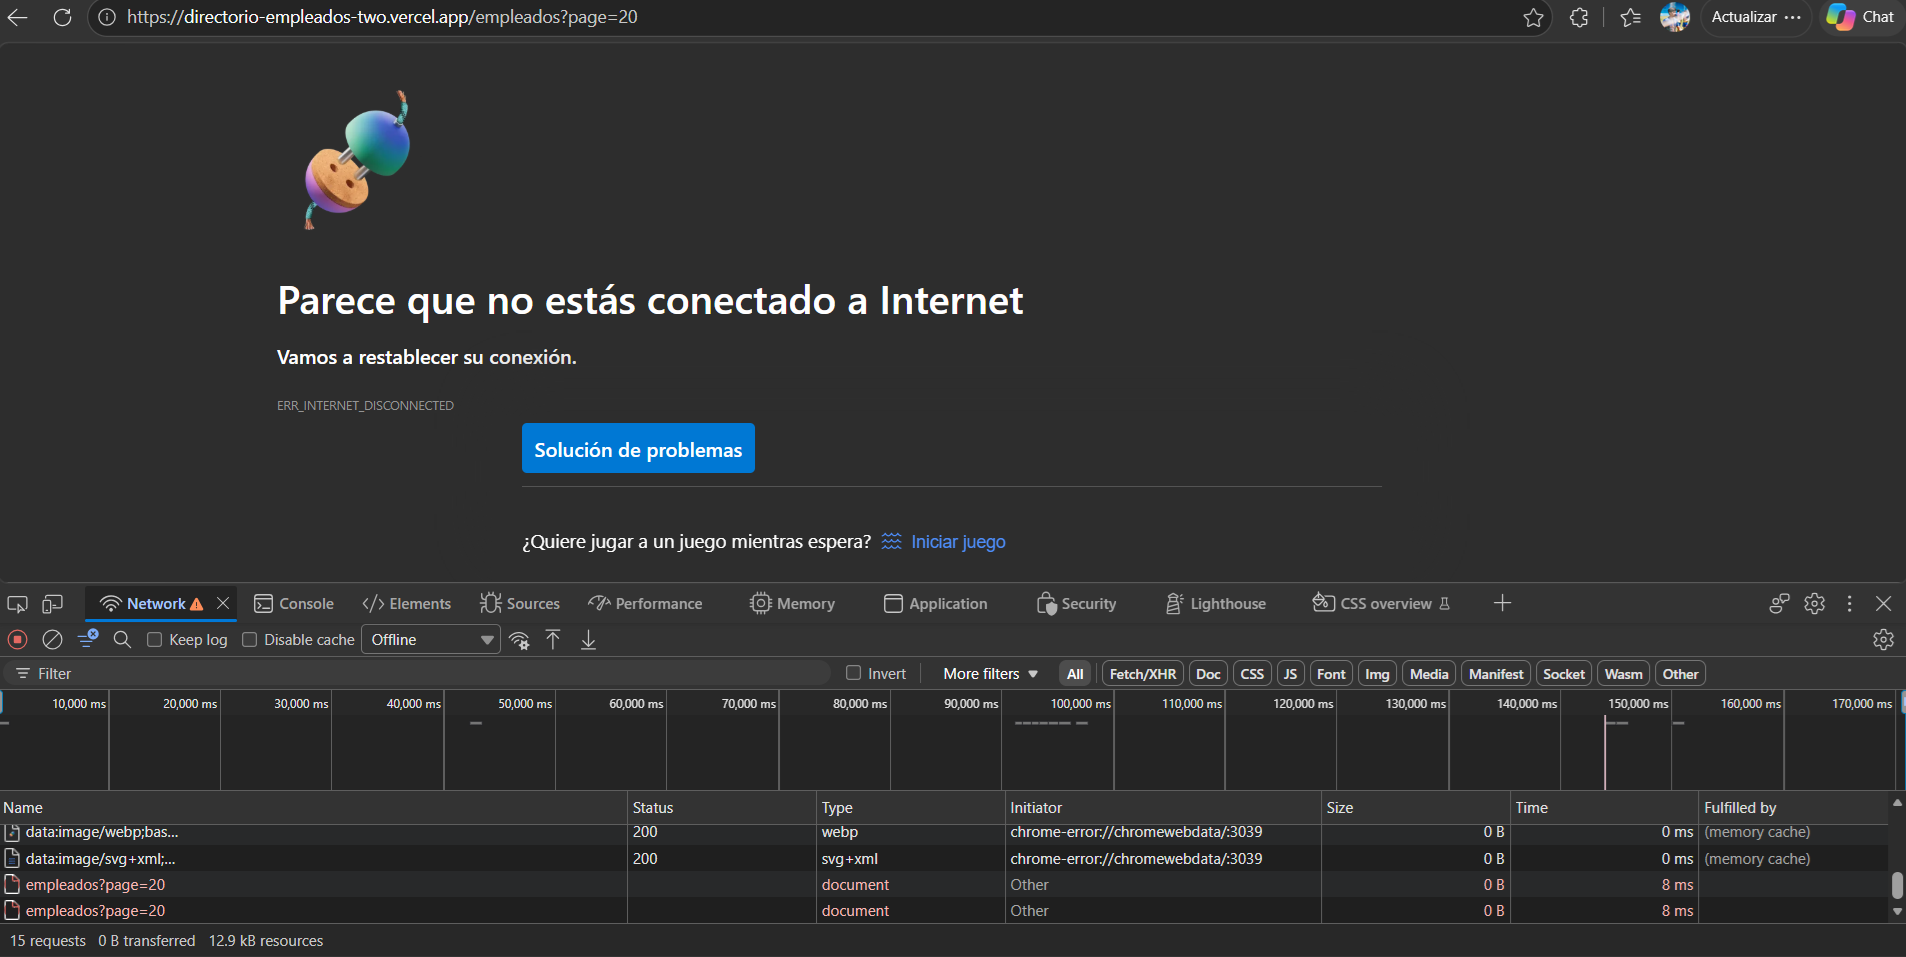 https://directorio-empleados-two.vercel.app/empleados?page=20
Actualizar
Chat
Parece que no estás conectado a Internet
Vamos a restablecer su conexión.
ERR_INTERNET_DISCONNECTED
Solución de problemas
¿Quiere jugar a un juego mientras espera? Iniciar juego
Network Console Elements Sources Performance Memory Application Security Lighthouse CSS overview
Keep log Disable cache Offline
Filter Invert More filters All Fetch/XHR Doc CSS JS Font Img Media Manifest Socket Wasm Other
10,000 ms 20,000 ms 30,000 ms 40,000 ms 50,000 ms 60,000 ms 70,000 ms 80,000 ms 90,000 ms 100,000 ms 110,000 ms 120,000 ms 130,000 ms 140,000 ms 150,000 ms 160,000 ms 170,000 ms
Name Status Type Initiator Size Time Fulfilled by
data:image/webp;bas... 200 webp chrome-error://chromewebdata/:3039 0 B 0 ms (memory cache)
data:image/svg+xml;... 200 svg+xml chrome-error://chromewebdata/:3039 0 B 0 ms (memory cache)
empleados?page=20 document Other 0 B 8 ms
empleados?page=20 document Other 0 B 8 ms
15 requests 0 B transferred 12.9 kB resources